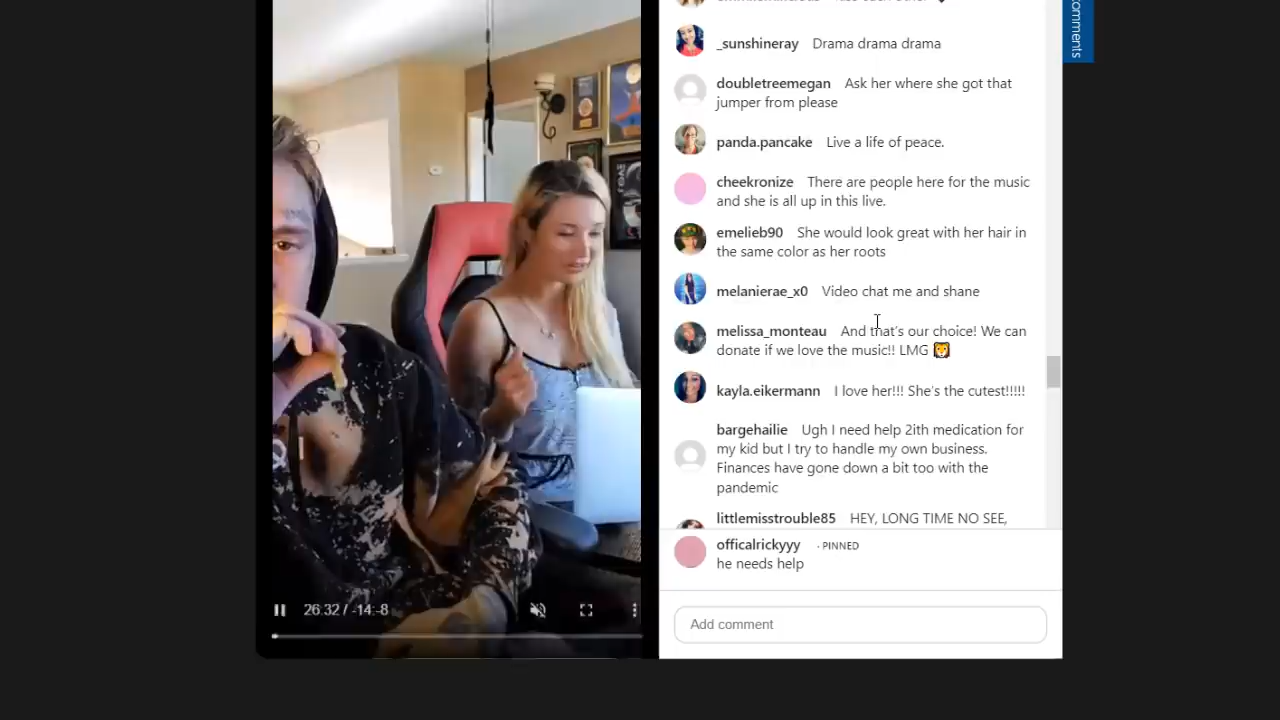 comments
_sunshineray Drama drama drama
doubletreemegan Ask her where she got that
jumper from please
panda.pancake Live a life of peace.
cheekronize There are people here for the music
and she is all up in this live.
emelieb90 She would look great with her hair in
the same color as her roots
melanierae_x0 Video chat me and shane
melissa_monteau And that's our choice! We can
donate if we love the music!! LMG 🦁
kayla.eikermann I love her!!! She's the cutest!!!!!
bargehailie Ugh I need help 2ith medication for
my kid but I try to handle my own business.
Finances have gone down a bit too with the
pandemic
littlemisstrouble85 HEY, LONG TIME NO SEE,
officalrickyyy · PINNED
he needs help
26.32 / -14:-8
Add comment